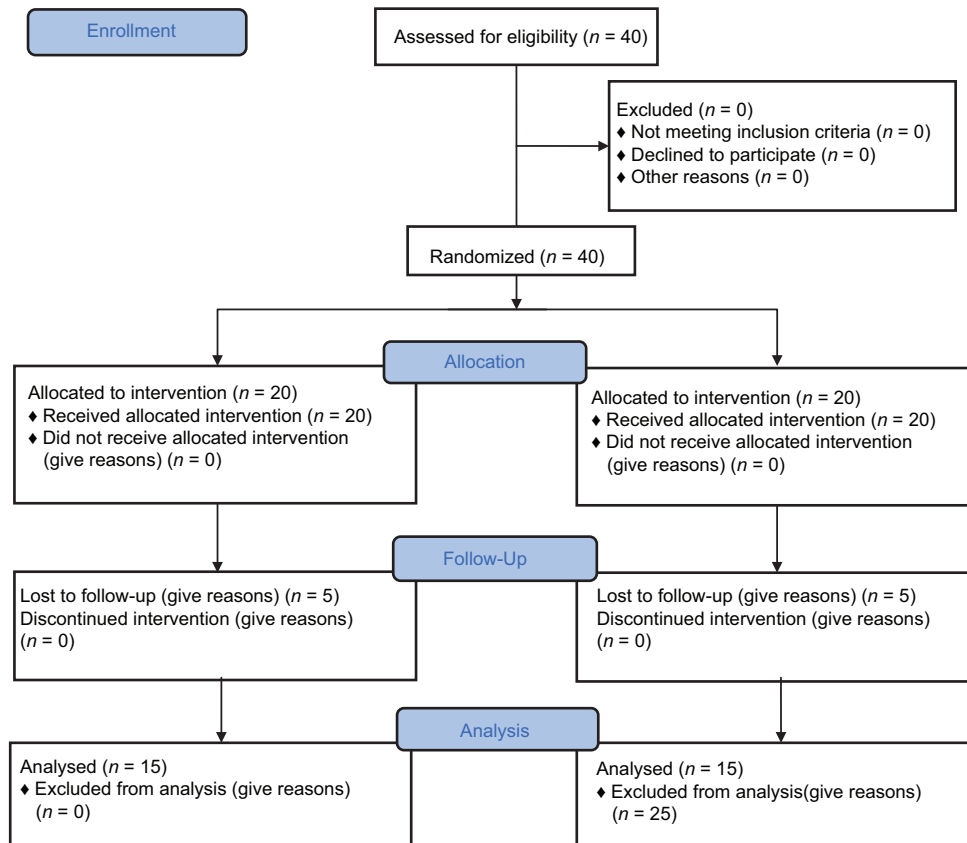 Enrollment
Assessed for eligibility (n = 40)
Excluded (n = 0)
♦ Not meeting inclusion criteria (n = 0)
♦ Declined to participate (n = 0)
♦ Other reasons (n = 0)
Randomized (n = 40)
Allocation
Allocated to intervention (n = 20)
♦ Received allocated intervention (n = 20)
♦ Did not receive allocated intervention
(give reasons) (n = 0)
Allocated to intervention (n = 20)
♦ Received allocated intervention (n = 20)
♦ Did not receive allocated intervention
(give reasons) (n = 0)
Follow-Up
Lost to follow-up (give reasons) (n = 5)
Discontinued intervention (give reasons)
(n = 0)
Lost to follow-up (give reasons) (n = 5)
Discontinued intervention (give reasons)
(n = 0)
Analysis
Analysed (n = 15)
♦ Excluded from analysis (give reasons)
(n = 0)
Analysed (n = 15)
♦ Excluded from analysis(give reasons)
n = 25)